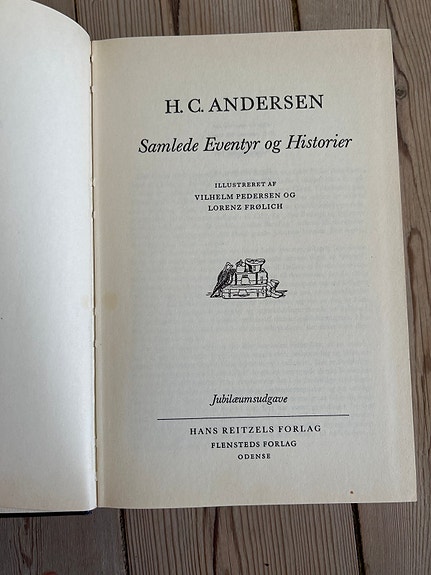 H. C. ANDERSEN
Samlede Eventyr og Historier
ILLUSTRERET AF
VILHELM PEDERSEN OG
LORENZ FRØLICH
Jubilæumsudgave
HANS REITZELS FORLAG
FLENSTEDS FORLAG
ODENSE